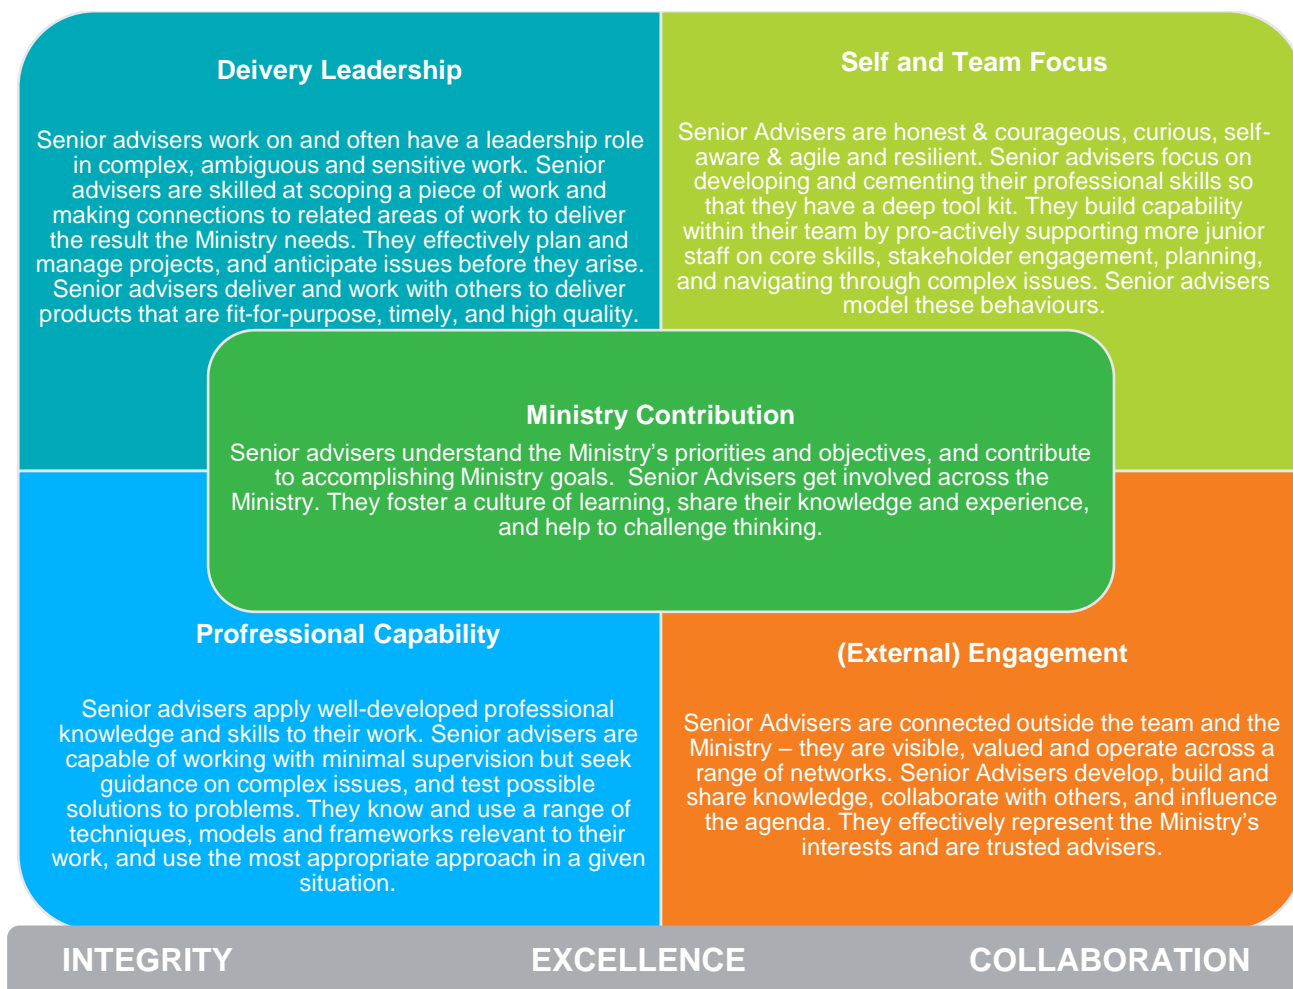 Deivery Leadership
Senior advisers work on and often have a leadership role
in complex, ambiguous and sensitive work. Senior
advisers are skilled at scoping a piece of work and
making connections to related areas of work to deliver
the result the Ministry needs. They effectively plan and
manage projects, and anticipate issues before they arise.
Senior advisers deliver and work with others to deliver
products that are fit-for-purpose, timely, and high quality.
Self and Team Focus
Senior Advisers are honest & courageous, curious, self-
aware & agile and resilient. Senior advisers focus on
developing and cementing their professional skills so
that they have a deep tool kit. They build capability
within their team by pro-actively supporting more junior
staff on core skills, stakeholder engagement, planning,
and navigating through complex issues. Senior advisers
model these behaviours.
Ministry Contribution
Senior advisers understand the Ministry’s priorities and objectives, and contribute
to accomplishing Ministry goals.  Senior Advisers get involved across the
Ministry. They foster a culture of learning, share their knowledge and experience,
and help to challenge thinking.
Profressional Capability
Senior advisers apply well-developed professional
knowledge and skills to their work. Senior advisers are
capable of working with minimal supervision but seek
guidance on complex issues, and test possible
solutions to problems. They know and use a range of
techniques, models and frameworks relevant to their
work, and use the most appropriate approach in a given
situation.
(External) Engagement
Senior Advisers are connected outside the team and the
Ministry – they are visible, valued and operate across a
range of networks. Senior Advisers develop, build and
share knowledge, collaborate with others, and influence
the agenda. They effectively represent the Ministry’s
interests and are trusted advisers.
INTEGRITY EXCELLENCE COLLABORATION